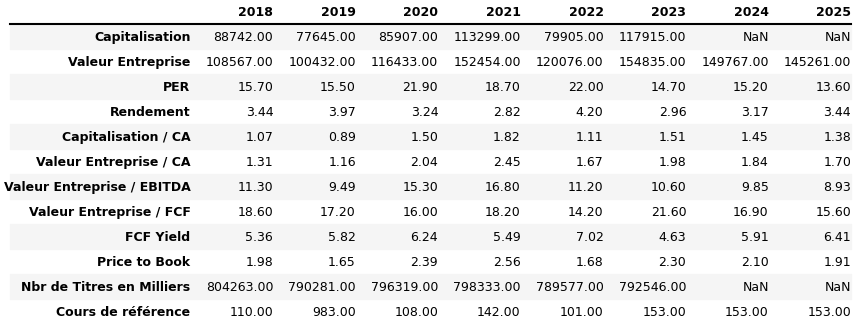 2018 2019 2020 2021 2022 2023 2024 2025
Capitalisation 88742.00 77645.00 85907.00 113299.00 79905.00 117915.00 NaN NaN
Valeur Entreprise 108567.00 100432.00 116433.00 152454.00 120076.00 154835.00 149767.00 145261.00
PER 15.70 15.50 21.90 18.70 22.00 14.70 15.20 13.60
Rendement 3.44 3.97 3.24 2.82 4.20 2.96 3.17 3.44
Capitalisation / CA 1.07 0.89 1.50 1.82 1.11 1.51 1.45 1.38
Valeur Entreprise / CA 1.31 1.16 2.04 2.45 1.67 1.98 1.84 1.70
Valeur Entreprise / EBITDA 11.30 9.49 15.30 16.80 11.20 10.60 9.85 8.93
Valeur Entreprise / FCF 18.60 17.20 16.00 18.20 14.20 21.60 16.90 15.60
FCF Yield 5.36 5.82 6.24 5.49 7.02 4.63 5.91 6.41
Price to Book 1.98 1.65 2.39 2.56 1.68 2.30 2.10 1.91
Nbr de Titres en Milliers 804263.00 790281.00 796319.00 798333.00 789577.00 792546.00 NaN NaN
Cours de référence 110.00 983.00 108.00 142.00 101.00 153.00 153.00 153.00